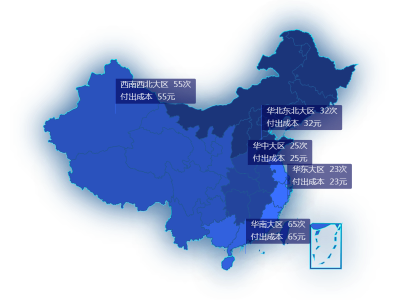 西南西北大区 55次
付出成本 55元
华北东北大区 32次
付出成本 32元
华中大区 25次
付出成本 25元
华东大区 23次
付出成本 23元
华南大区 65次
付出成本 65元